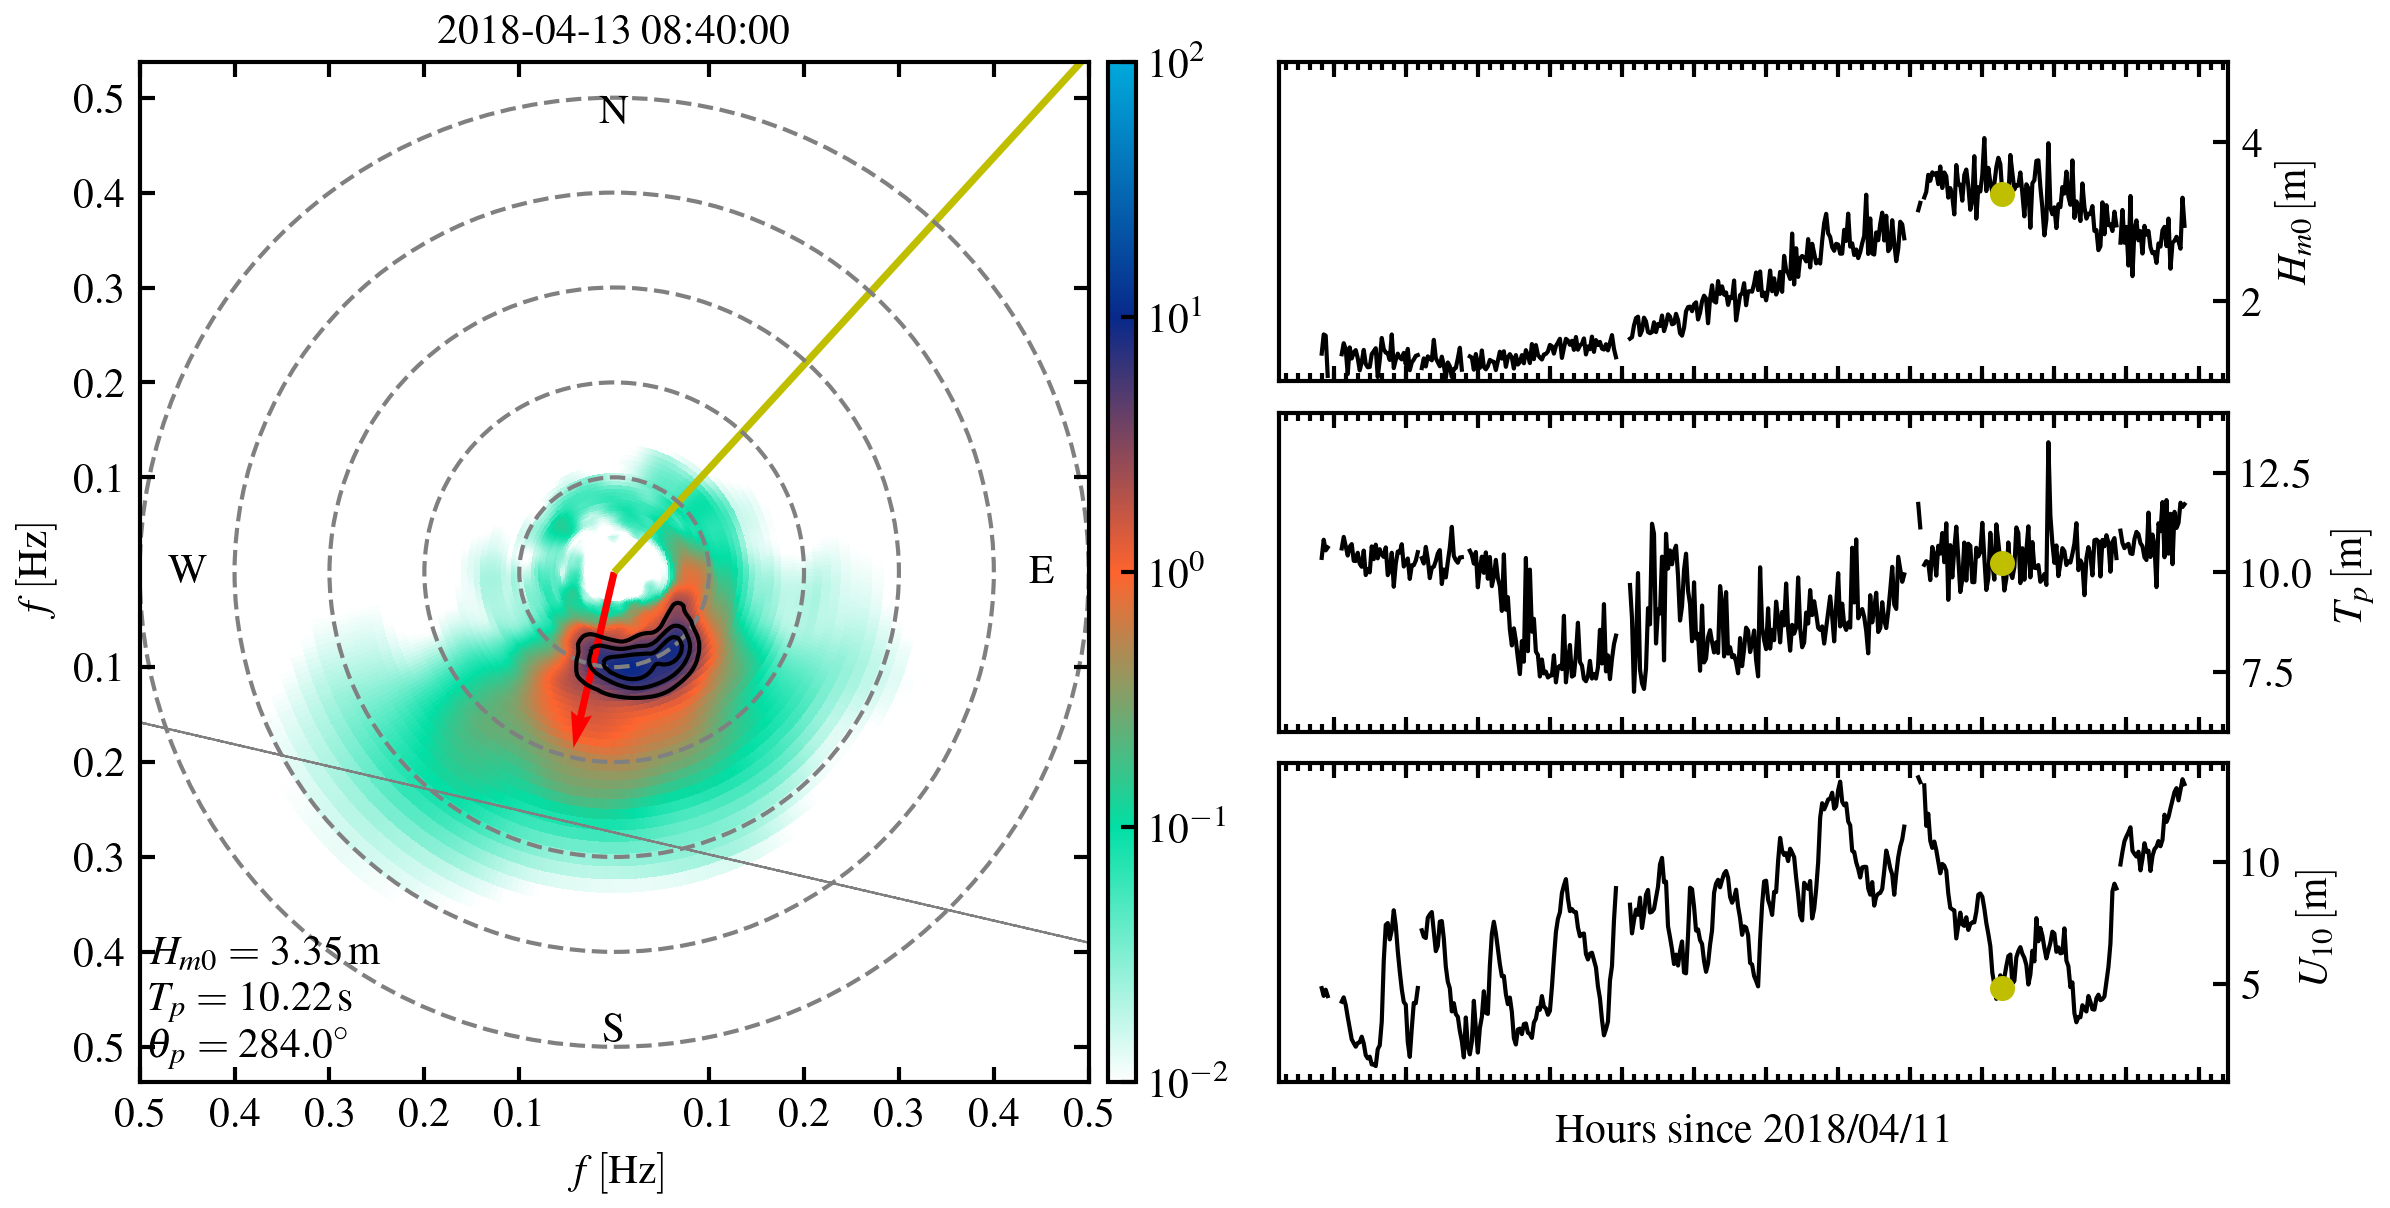 2018-04-13 08:40:00
N
W
E
S
0.5
0.4
0.3
0.2
0.1
0.1
0.2
0.3
0.4
0.5
f [Hz]
H_{m0} = 3.35 m
T_p = 10.22 s
θ_p = 284.0°
0.5 0.4 0.3 0.2 0.1 0.1 0.2 0.3 0.4 0.5
f [Hz]
10^2
10^1
10^0
10^{-1}
10^{-2}
4
2
H_{m0} [m]
12.5
10.0
7.5
T_p [m]
10
5
U_{10} [m]
Hours since 2018/04/11